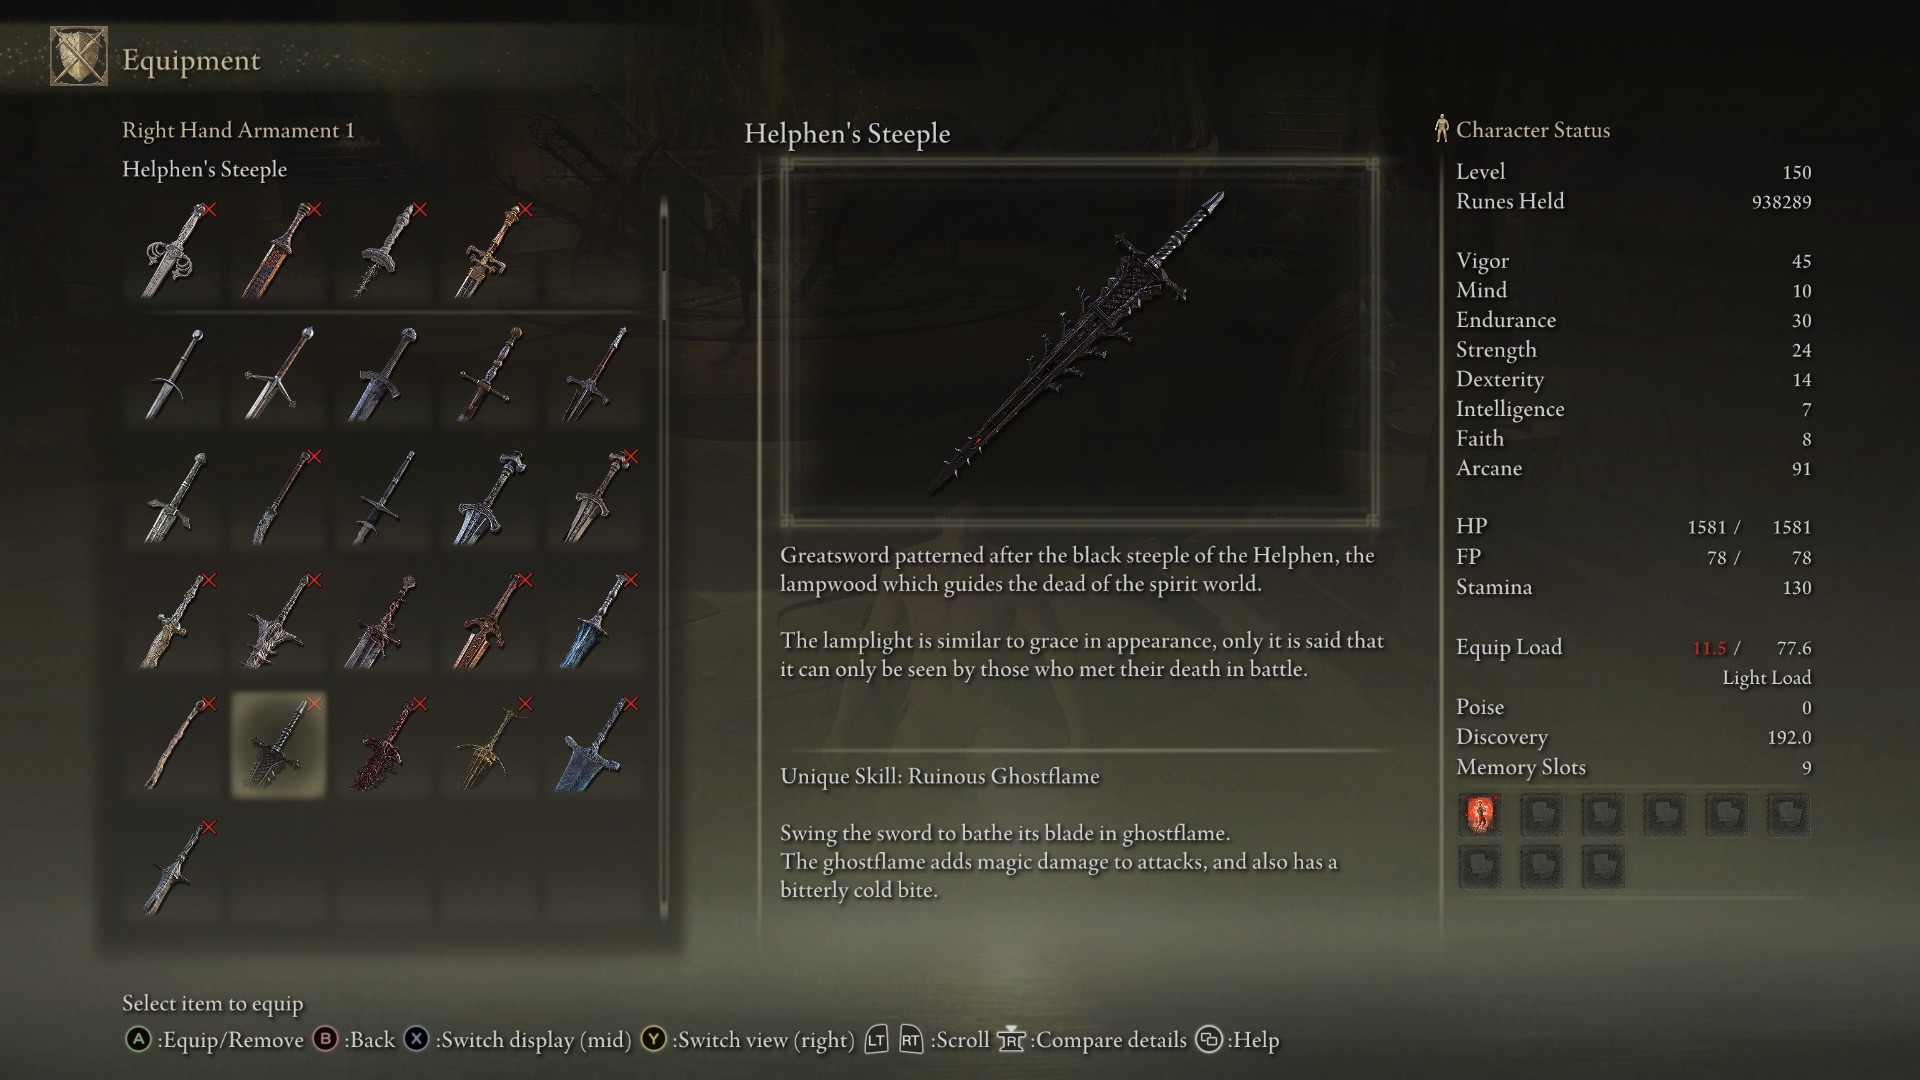 Equipment
Right Hand Armament 1
Helphen's Steeple
Helphen's Steeple
Greatsword patterned after the black steeple of the Helphen, the
lampwood which guides the dead of the spirit world.
The lamplight is similar to grace in appearance, only it is said that
it can only be seen by those who met their death in battle.
Unique Skill: Ruinous Ghostflame
Swing the sword to bathe its blade in ghostflame.
The ghostflame adds magic damage to attacks, and also has a
bitterly cold bite.
Character Status
Level 150
Runes Held 938289
Vigor 45
Mind 10
Endurance 30
Strength 24
Dexterity 14
Intelligence 7
Faith 8
Arcane 91
HP 1581 / 1581
FP 78 / 78
Stamina 130
Equip Load 11.5 / 77.6
Light Load
Poise 0
Discovery 192.0
Memory Slots 9
Select item to equip
A :Equip/Remove B :Back X :Switch display (mid) Y :Switch view (right) LT RT :Scroll R :Compare details :Help